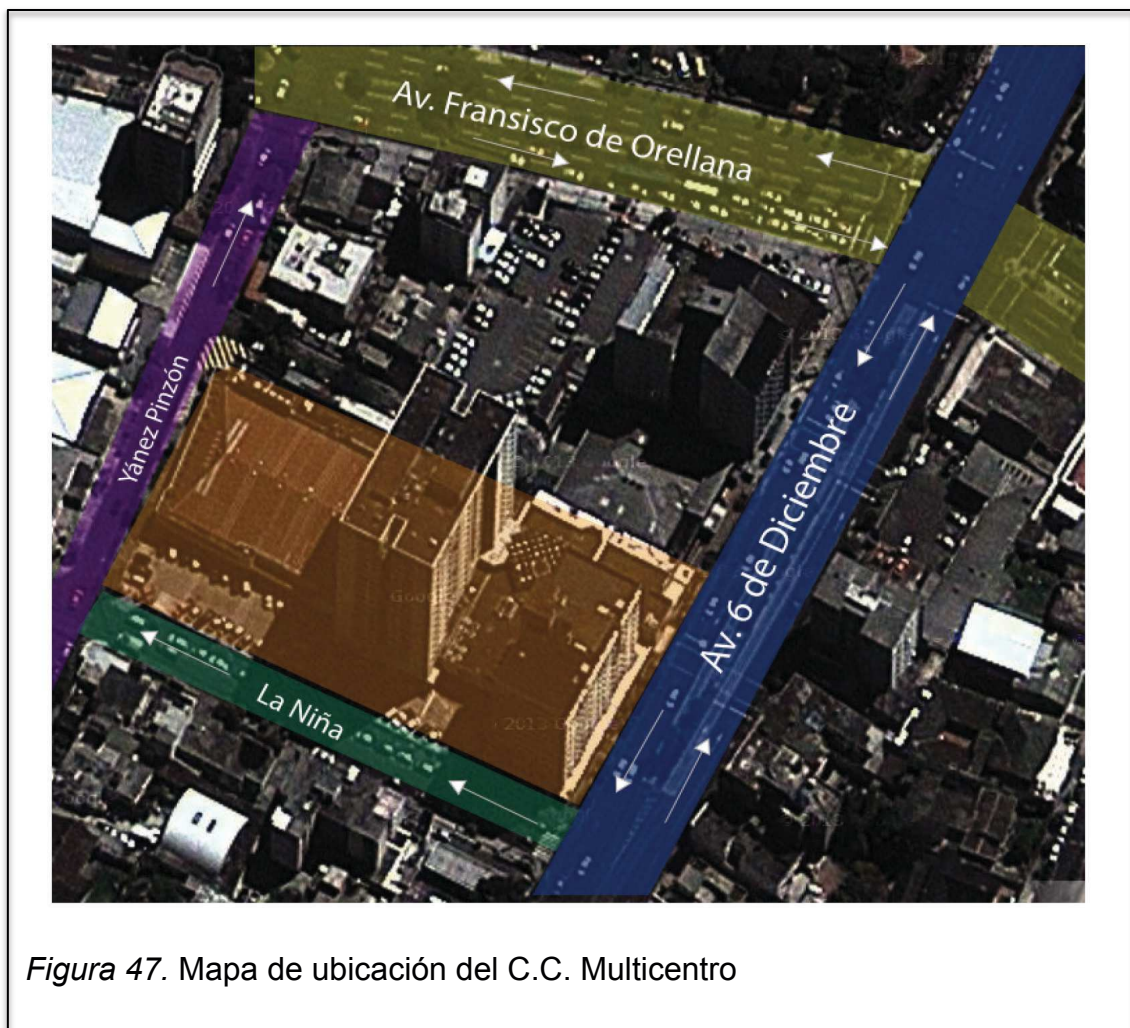 Av. Fransisco de Orellana
Yánez Pinzón
Av. 6 de Diciembre
La Niña
Figura 47. Mapa de ubicación del C.C. Multicentro